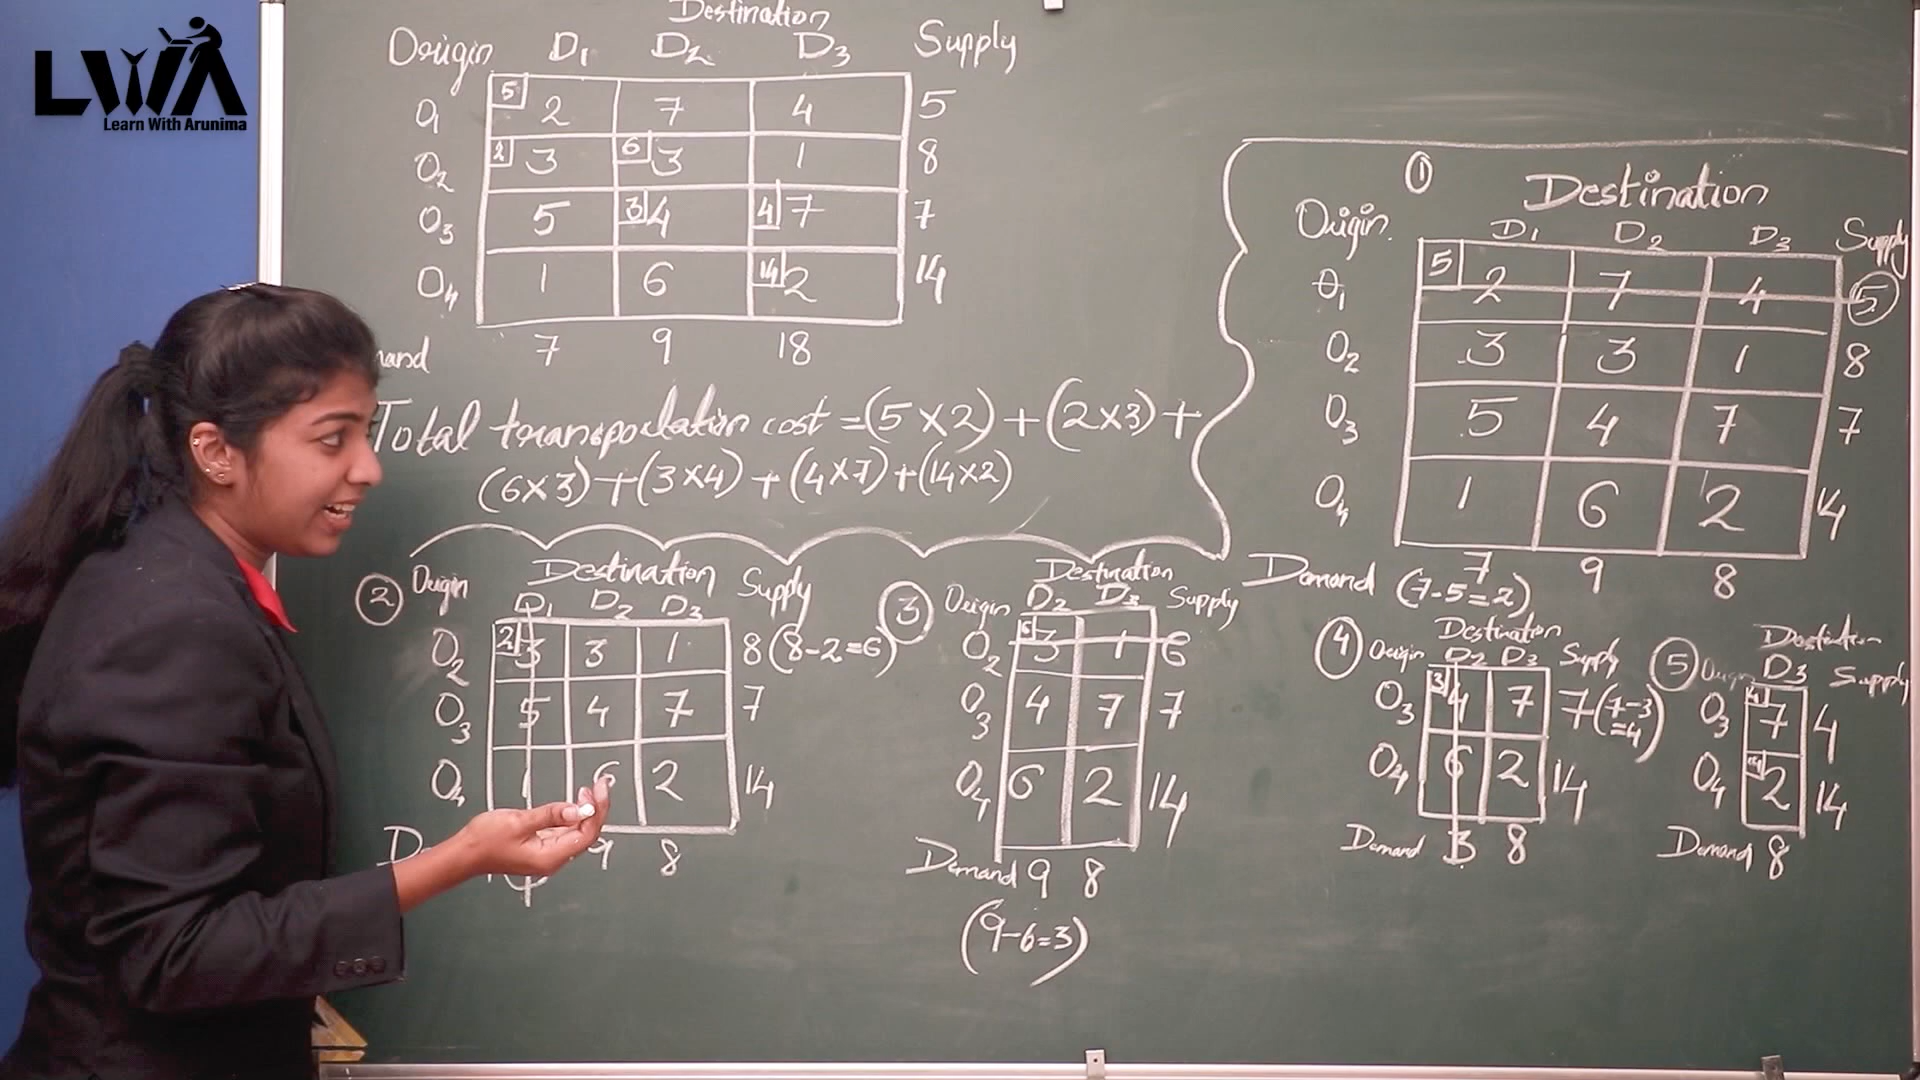 LWA
Learn With Arunima
Destination
Origin D1 D2 D3 Supply
O1 5 2 7 4 5
O2 2 3 6 3 1 8
O3 5 3 4 4 7 7
O4 1 6 14 2 14
mand 7 9 18
Total transportation cost = (5 × 2) + (2×3) +
(6×3) + (3×4) + (4×7) + (14×2)
① Destination
Origin. D1 D2 D3 Supply
O1 5 2 7 4 5
O2 3 3 1 8
O3 5 4 7 7
O4 1 6 2 14
Demand 7 9 8
(7-5=2)
② Origin Destination Supply
D1 D2 D3
O2 2 3 3 1 8 (8-2=6)
O3 5 4 7 7
O4 1 6 2 14
D 9 8
③ Origin Destination Supply
D2 D3
O2 6 3 1 6
O3 4 7 7
O4 6 2 14
Demand 9 8
(9-6=3)
④ Origin Destination Supply
D2 D3
O3 3 4 7 7 (7-3=4)
O4 6 2 14
Demand 3 8
⑤ Origin Destination Supply
D3
O3 4 7 4
O4 14 2 14
Demand 8